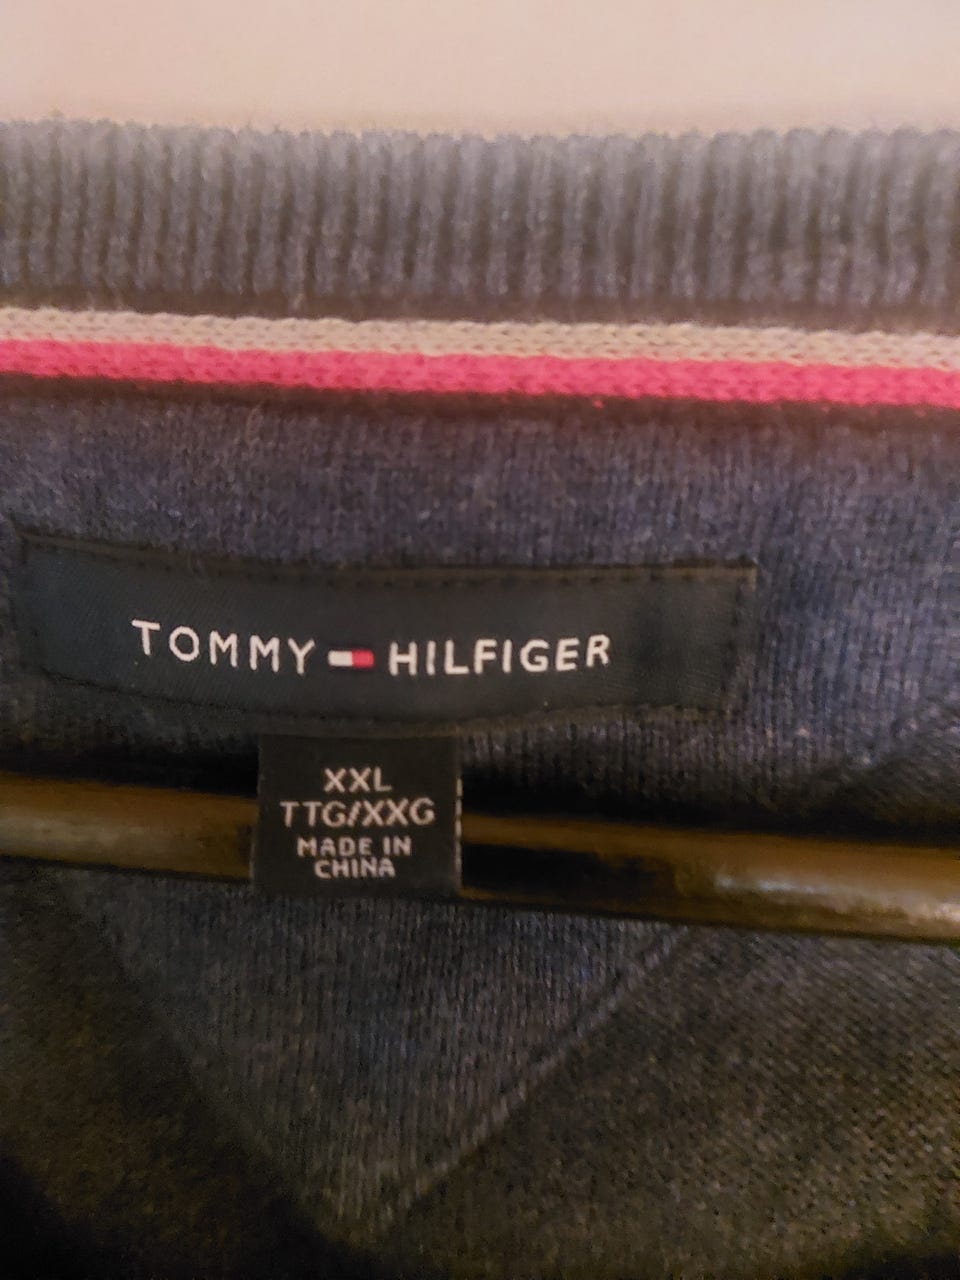 TOMMY HILFIGER
XXL
TTG/XXG
MADE IN
CHINA